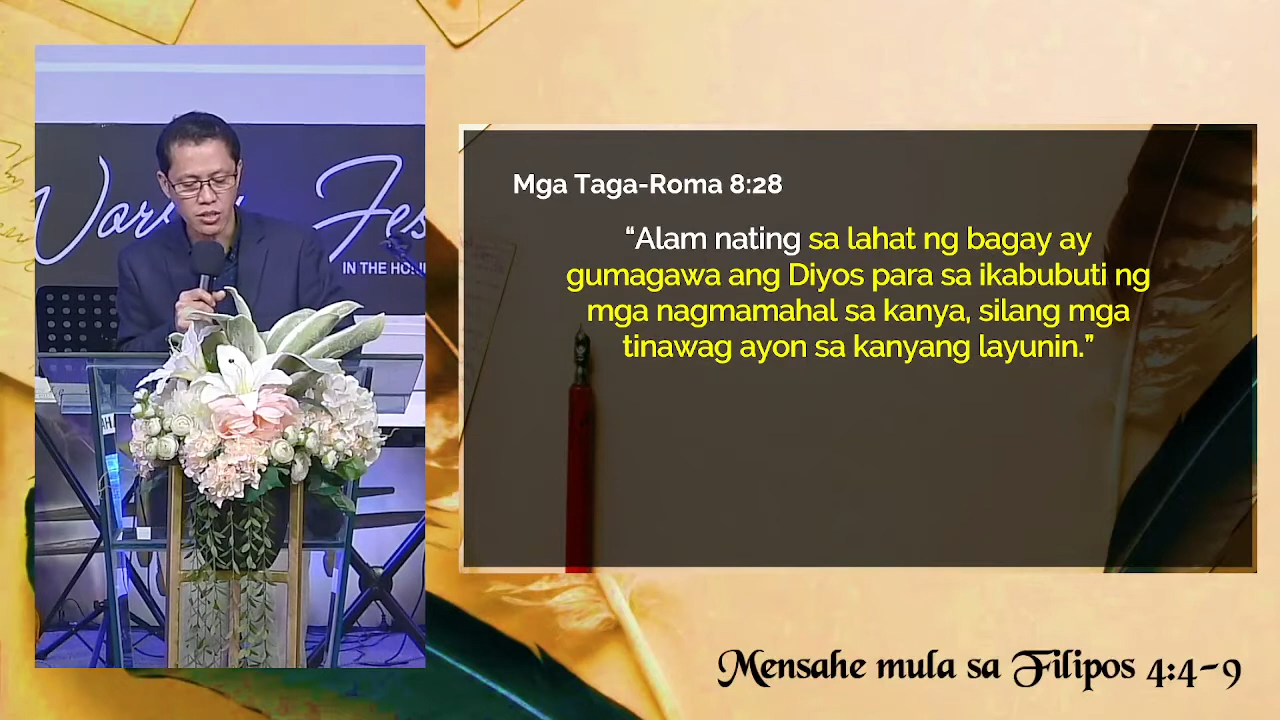 Wor
Fes
IN THE HO
Mga Taga-Roma 8:28
“Alam nating sa lahat ng bagay ay
gumagawa ang Diyos para sa ikabubuti ng
mga nagmamahal sa kanya, silang mga
tinawag ayon sa kanyang layunin.”
Mensahe mula sa Filipos 4:4-9